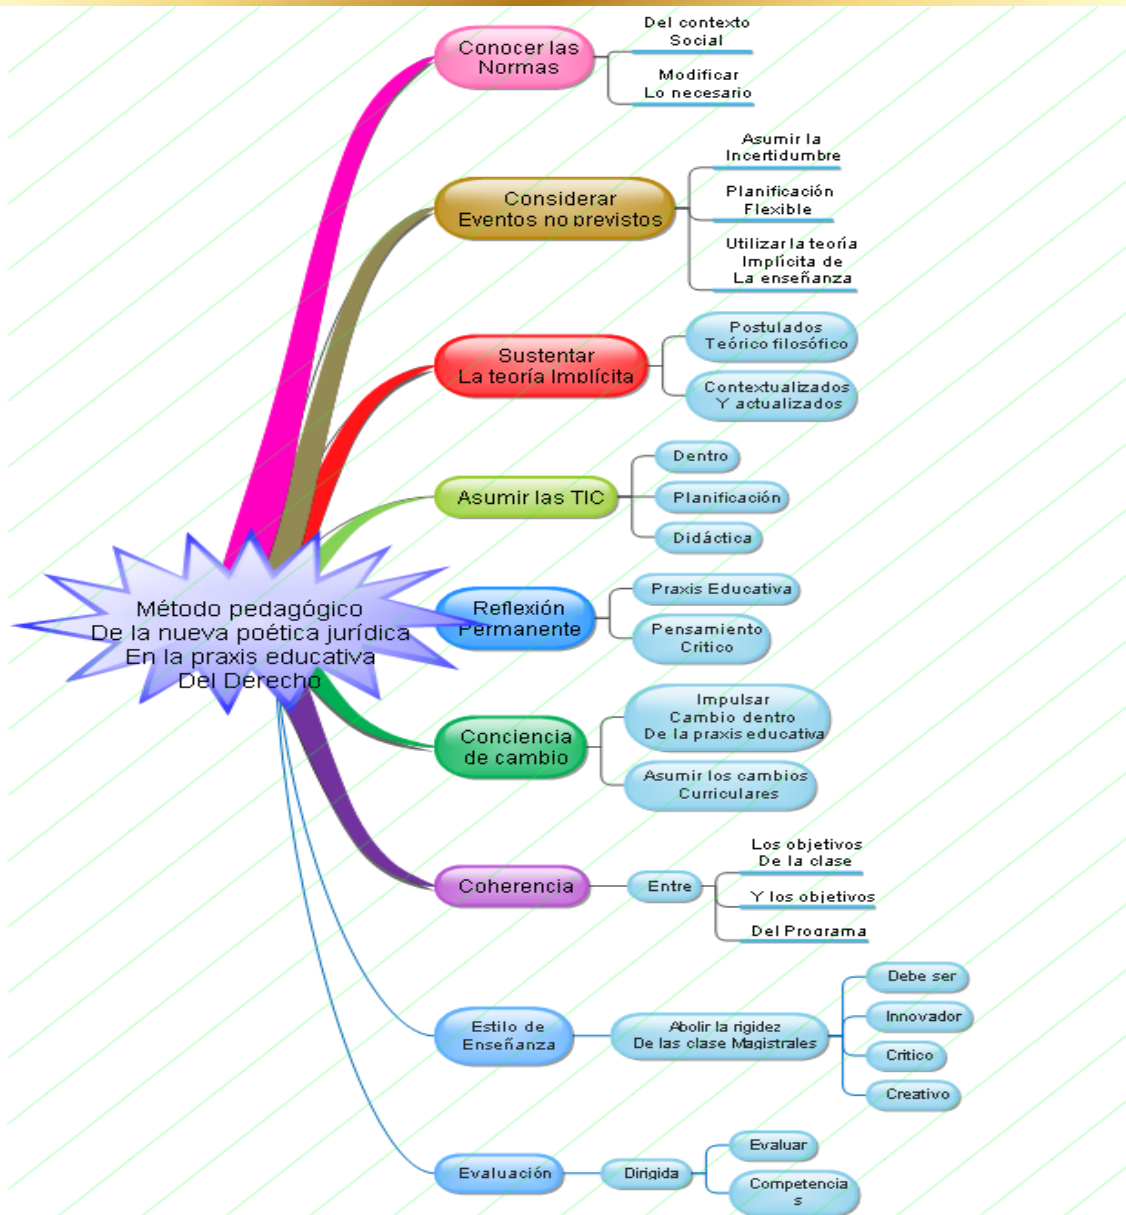 Conocer las
Normas
Del contexto
Social
Modificar
Lo necesario
Considerar
Eventos no previstos
Asumir la
Incertidumbre
Planificación
Flexible
Utilizar la teoría
Implícita de
La enseñanza
Sustentar
La teoría Implícita
Postulados
Teórico filosófico
Contextualizados
Y actualizados
Asumir las TIC
Dentro
Planificación
Didáctica
Método pedagógico
De la nueva poética jurídica
En la praxis educativa
Del Derecho
Reflexión
Permanente
Praxis Educativa
Pensamiento
Critico
Conciencia
de cambio
Impulsar
Cambio dentro
De la praxis educativa
Asumir los cambios
Curriculares
Coherencia
Entre
Los objetivos
De la clase
Y los objetivos
Del Programa
Estilo de
Enseñanza
Abolir la rigidez
De las clase Magistrales
Debe ser
Innovador
Critico
Creativo
Evaluación
Dirigida
Evaluar
Competencia
s